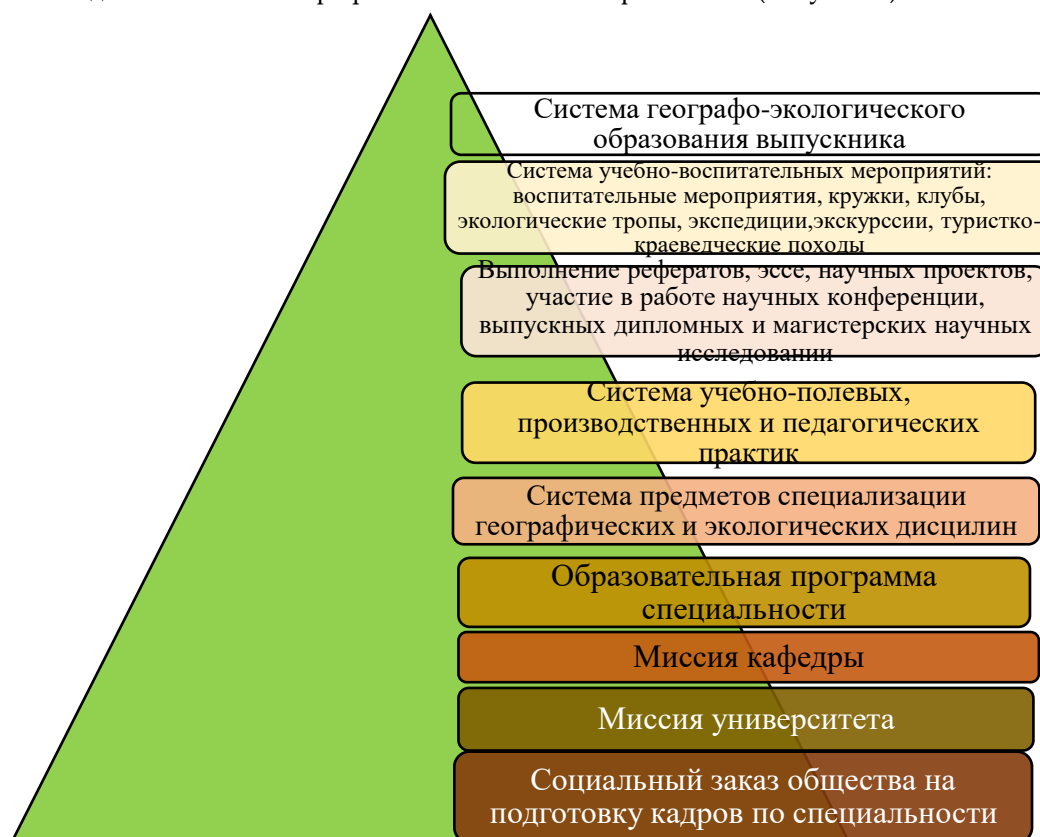 Система географо-экологического
образования выпускника
Система учебно-воспитательных мероприятий:
воспитательные мероприятия, кружки, клубы,
экологические тропы, экспедиции,экскурссии, туристко-
краеведческие походы
Выполнение рефератов, эссе, научных проектов,
участие в работе научных конференции,
выпускных дипломных и магистерских научных
исследовании
Система учебно-полевых,
производственных и педагогических
практик
Система предметов специализации
географических и экологических дисцилин
Образовательная программа
специальности
Миссия кафедры
Миссия университета
Социальный заказ общества на
подготовку кадров по специальности